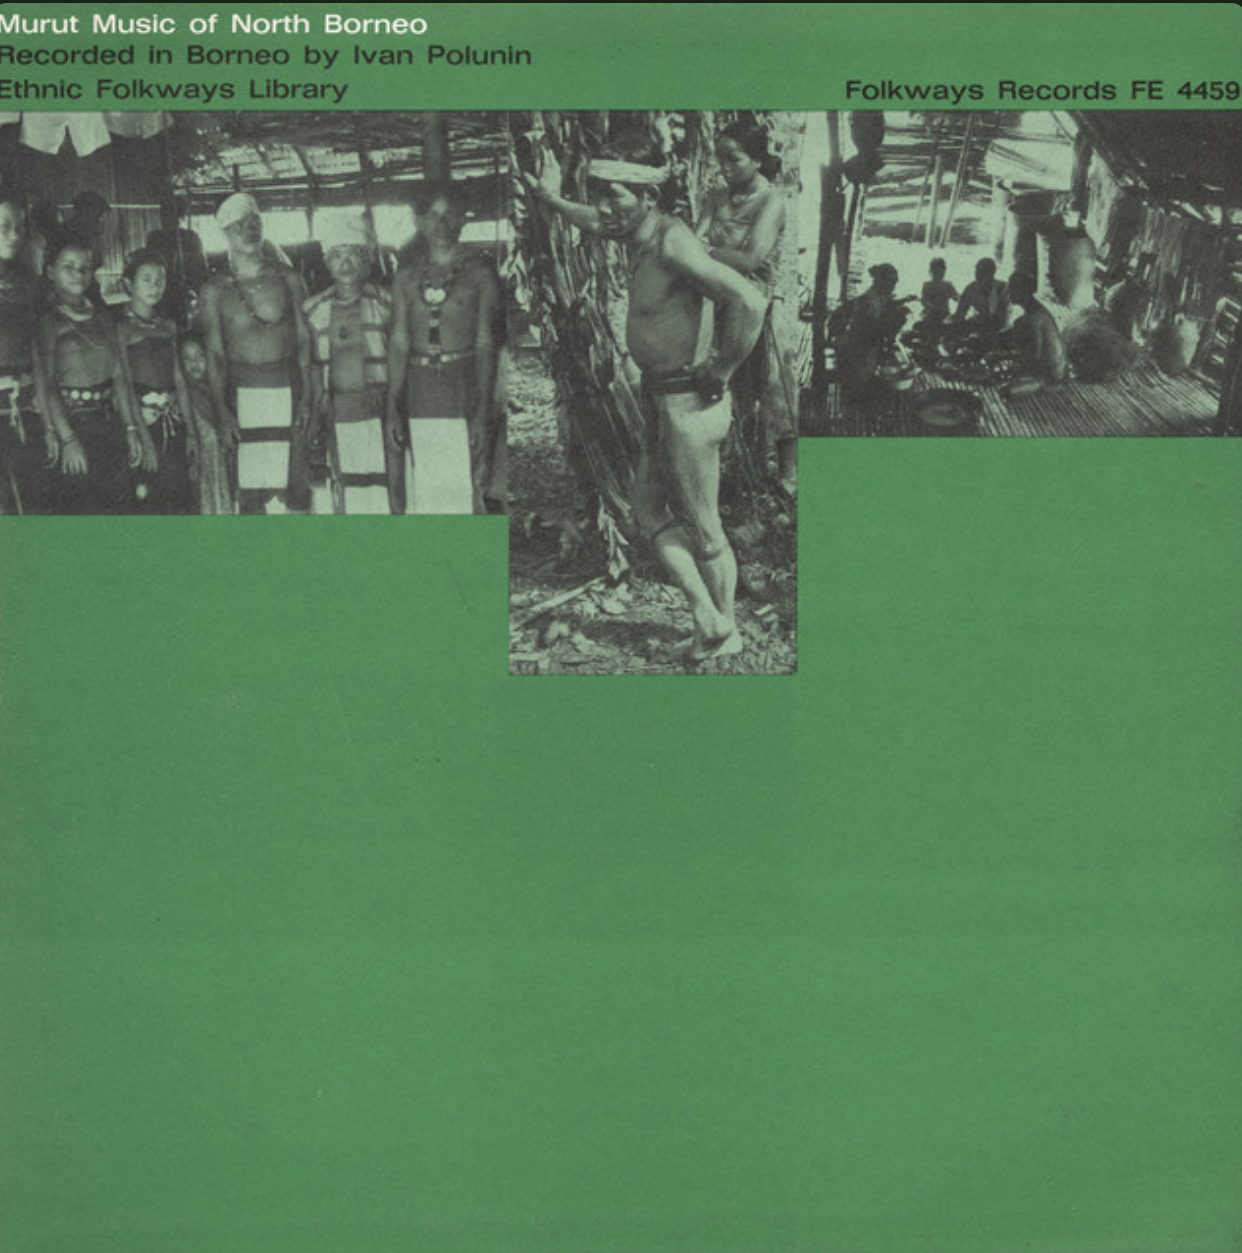 Murut Music of North Borneo
Recorded in Borneo by Ivan Polunin
Ethnic Folkways Library
Folkways Records FE 4459